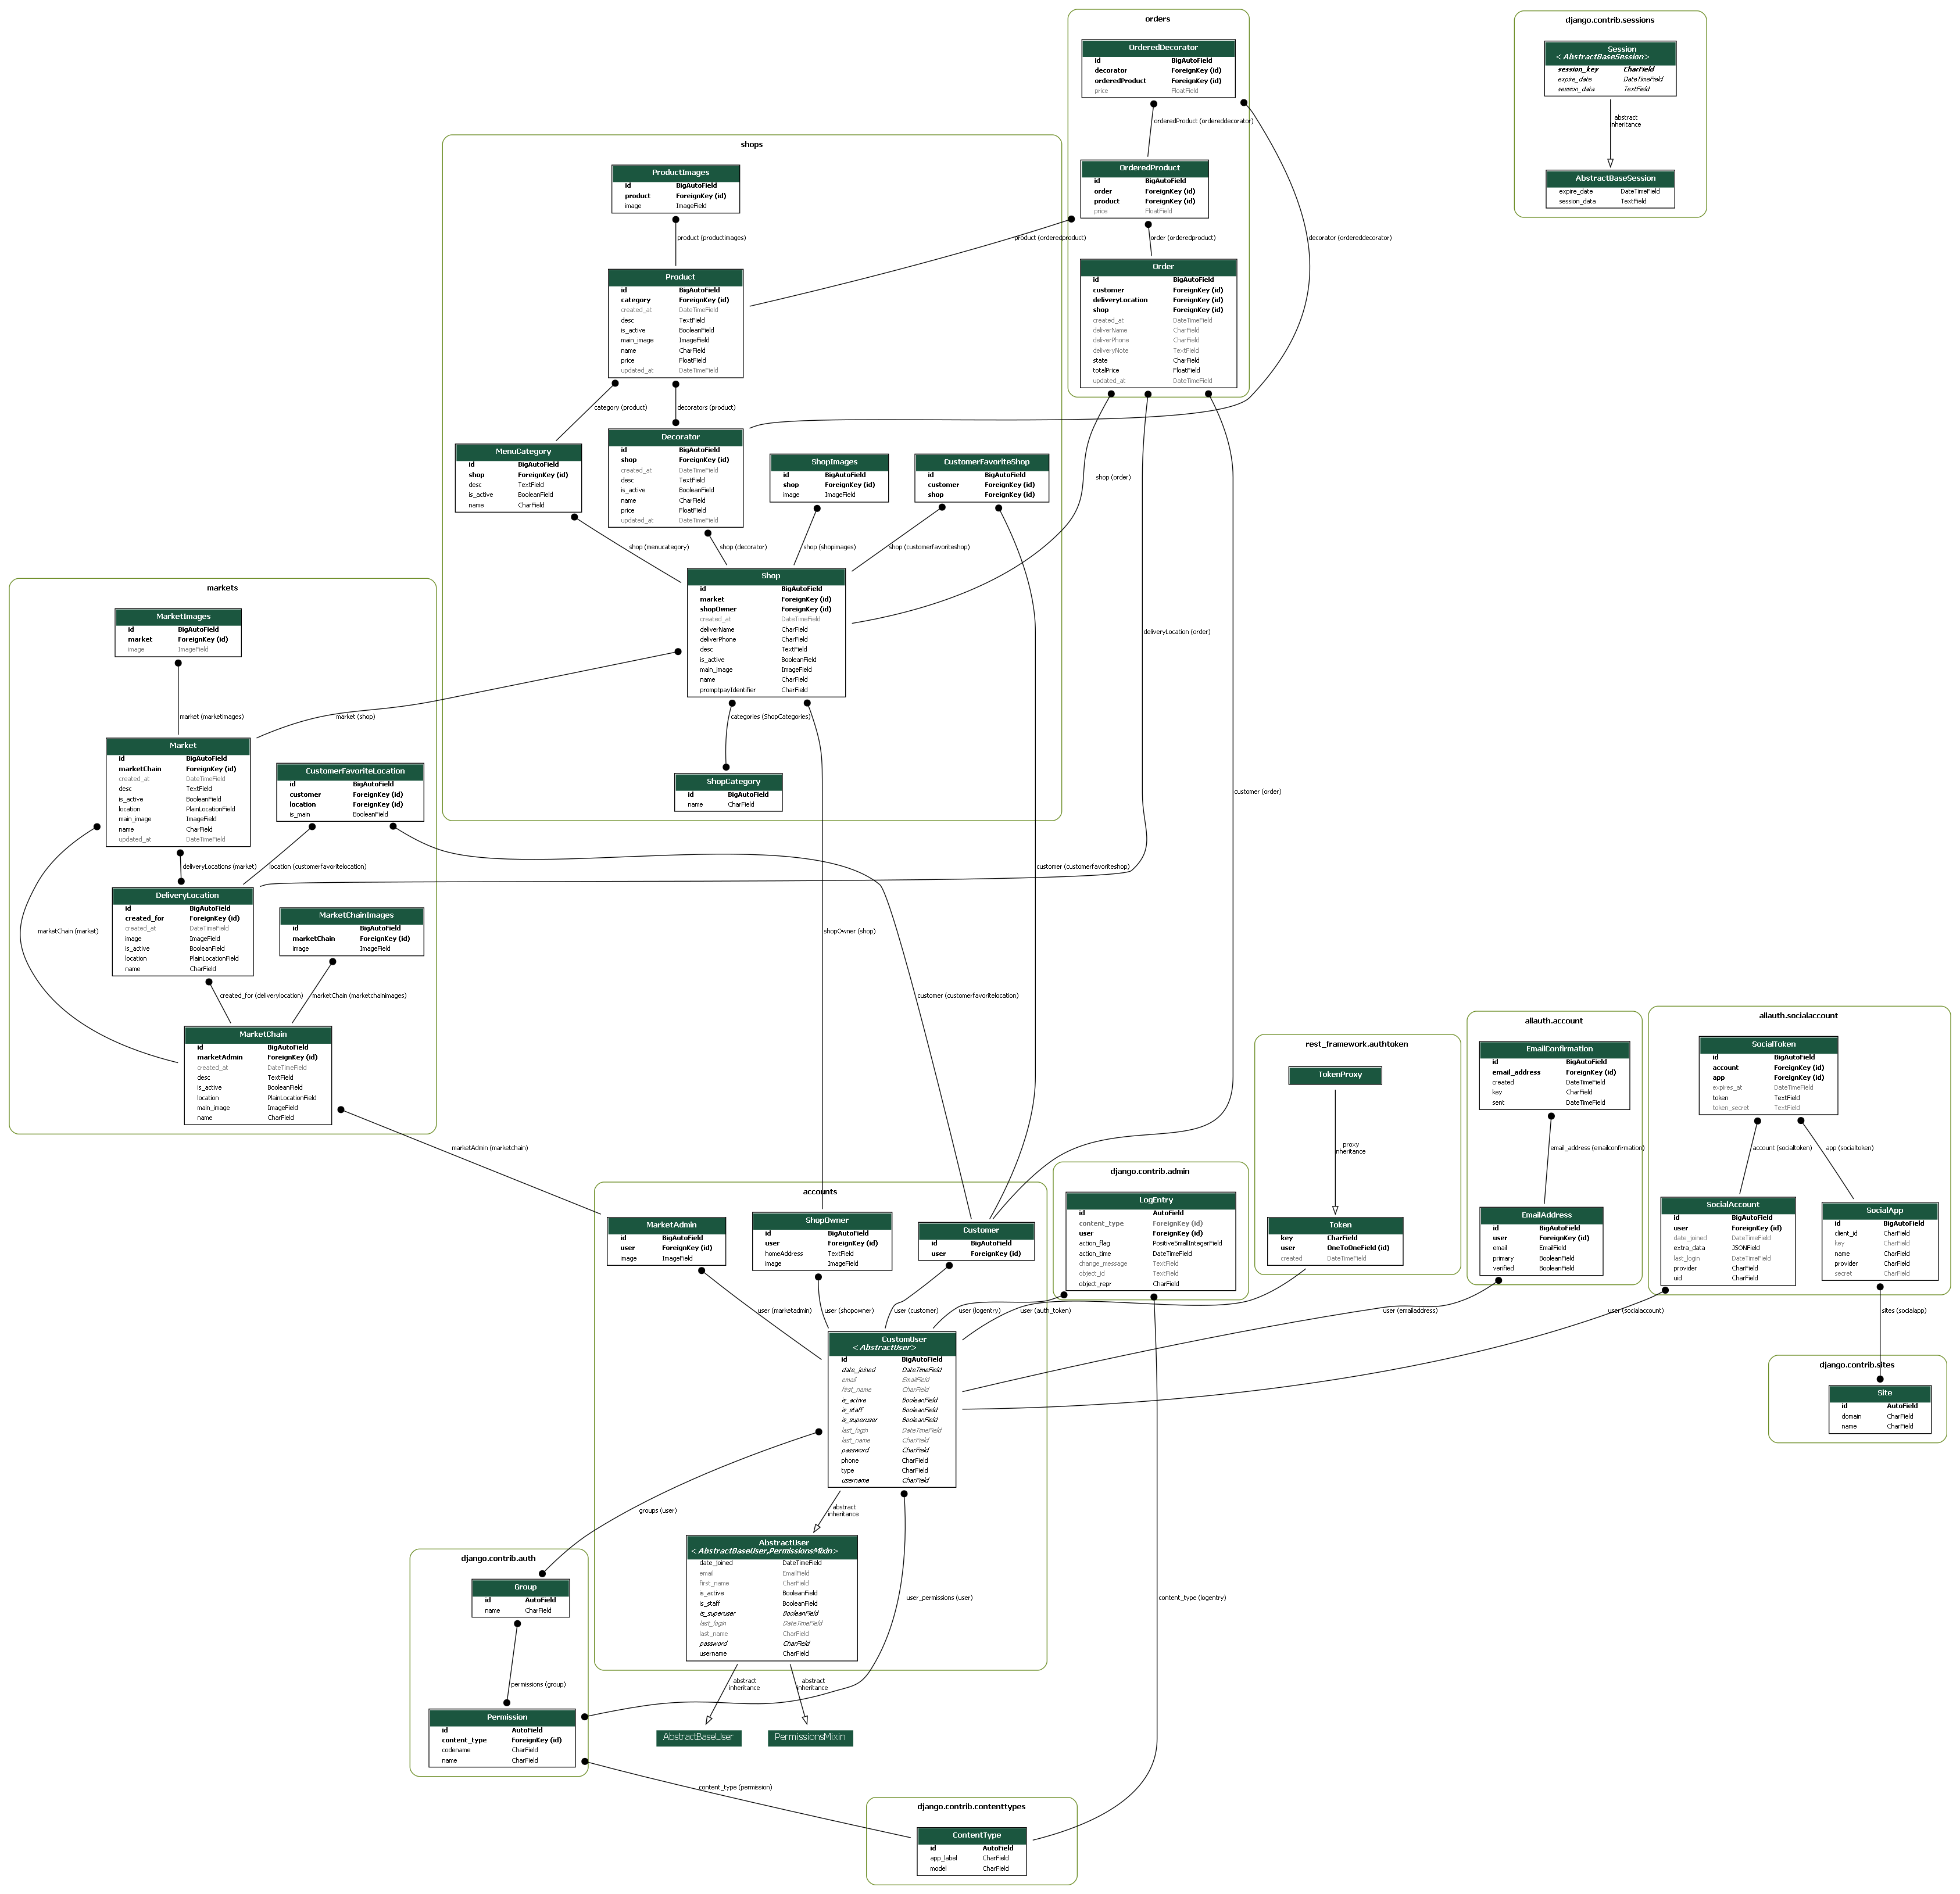 orders
OrderedDecorator
id BigAutoField
decorator ForeignKey (id)
orderedProduct ForeignKey (id)
price FloatField
orderedProduct (ordereddecorator)
OrderedProduct
id BigAutoField
order ForeignKey (id)
product ForeignKey (id)
price FloatField
product (orderedproduct)
order (orderedproduct)
decorator (ordereddecorator)
Order
id BigAutoField
customer ForeignKey (id)
deliveryLocation ForeignKey (id)
shop ForeignKey (id)
created_at DateTimeField
deliverName CharField
deliverPhone CharField
deliveryNote TextField
state CharField
totalPrice FloatField
updated_at DateTimeField
shop (order)
deliveryLocation (order)
customer (order)
django.contrib.sessions
Session
<AbstractBaseSession>
session_key CharField
expire_date DateTimeField
session_data TextField
abstract
inheritance
AbstractBaseSession
expire_date DateTimeField
session_data TextField
shops
ProductImages
id BigAutoField
product ForeignKey (id)
image ImageField
product (productimages)
Product
id BigAutoField
category ForeignKey (id)
created_at DateTimeField
desc TextField
is_active BooleanField
main_image ImageField
name CharField
price FloatField
updated_at DateTimeField
category (product)
decorators (product)
MenuCategory
id BigAutoField
shop ForeignKey (id)
desc TextField
is_active BooleanField
name CharField
Decorator
id BigAutoField
shop ForeignKey (id)
created_at DateTimeField
desc TextField
is_active BooleanField
name CharField
price FloatField
updated_at DateTimeField
ShopImages
id BigAutoField
shop ForeignKey (id)
image ImageField
CustomerFavoriteShop
id BigAutoField
customer ForeignKey (id)
shop ForeignKey (id)
shop (menucategory)
shop (decorator)
shop (shopimages)
shop (customerfavoriteshop)
Shop
id BigAutoField
market ForeignKey (id)
shopOwner ForeignKey (id)
created_at DateTimeField
deliverName CharField
deliverPhone CharField
desc TextField
is_active BooleanField
main_image ImageField
name CharField
promptpayIdentifier CharField
categories (ShopCategories)
ShopCategory
id BigAutoField
name CharField
markets
MarketImages
id BigAutoField
market ForeignKey (id)
image ImageField
market (marketimages)
market (shop)
Market
id BigAutoField
marketChain ForeignKey (id)
created_at DateTimeField
desc TextField
is_active BooleanField
location PlainLocationField
main_image ImageField
name CharField
updated_at DateTimeField
CustomerFavoriteLocation
id BigAutoField
customer ForeignKey (id)
location ForeignKey (id)
is_main BooleanField
deliveryLocations (market)
location (customerfavoritelocation)
customer (customerfavoriteshop)
DeliveryLocation
id BigAutoField
created_for ForeignKey (id)
created_at DateTimeField
image ImageField
is_active BooleanField
location PlainLocationField
name CharField
MarketChainImages
id BigAutoField
marketChain ForeignKey (id)
image ImageField
marketChain (market)
shopOwner (shop)
created_for (deliverylocation)
marketChain (marketchainimages)
customer (customerfavoritelocation)
MarketChain
id BigAutoField
marketAdmin ForeignKey (id)
created_at DateTimeField
desc TextField
is_active BooleanField
location PlainLocationField
main_image ImageField
name CharField
marketAdmin (marketchain)
rest_framework.authtoken
TokenProxy
proxy
inheritance
Token
key CharField
user OneToOneField (id)
created DateTimeField
allauth.account
EmailConfirmation
id BigAutoField
email_address ForeignKey (id)
created DateTimeField
key CharField
sent DateTimeField
email_address (emailconfirmation)
EmailAddress
id BigAutoField
user ForeignKey (id)
email EmailField
primary BooleanField
verified BooleanField
allauth.socialaccount
SocialToken
id BigAutoField
account ForeignKey (id)
app ForeignKey (id)
expires_at DateTimeField
token TextField
token_secret TextField
account (socialtoken)
app (socialtoken)
SocialAccount
id BigAutoField
user ForeignKey (id)
date_joined DateTimeField
extra_data JSONField
last_login DateTimeField
provider CharField
uid CharField
SocialApp
id BigAutoField
client_id CharField
key CharField
name CharField
provider CharField
secret CharField
django.contrib.admin
LogEntry
id AutoField
content_type ForeignKey (id)
user ForeignKey (id)
action_flag PositiveSmallIntegerField
action_time DateTimeField
change_message TextField
object_id TextField
object_repr CharField
accounts
MarketAdmin
id BigAutoField
user ForeignKey (id)
image ImageField
ShopOwner
id BigAutoField
user ForeignKey (id)
homeAddress TextField
image ImageField
Customer
id BigAutoField
user ForeignKey (id)
user (marketadmin)
user (shopowner)
user (customer)
user (logentry)
user (auth_token)
user (emailaddress)
user (socialaccount)
sites (socialapp)
CustomUser
<AbstractUser>
id BigAutoField
date_joined DateTimeField
email EmailField
first_name CharField
is_active BooleanField
is_staff BooleanField
is_superuser BooleanField
last_login DateTimeField
last_name CharField
password CharField
phone CharField
type CharField
username CharField
django.contrib.sites
Site
id AutoField
domain CharField
name CharField
groups (user)
abstract
inheritance
AbstractUser
<AbstractBaseUser,PermissionsMixin>
date_joined DateTimeField
email EmailField
first_name CharField
is_active BooleanField
is_staff BooleanField
is_superuser BooleanField
last_login DateTimeField
last_name CharField
password CharField
username CharField
user_permissions (user)
content_type (logentry)
abstract
inheritance
abstract
inheritance
AbstractBaseUser
PermissionsMixin
django.contrib.auth
Group
id AutoField
name CharField
permissions (group)
Permission
id AutoField
content_type ForeignKey (id)
codename CharField
name CharField
content_type (permission)
django.contrib.contenttypes
ContentType
id AutoField
app_label CharField
model CharField